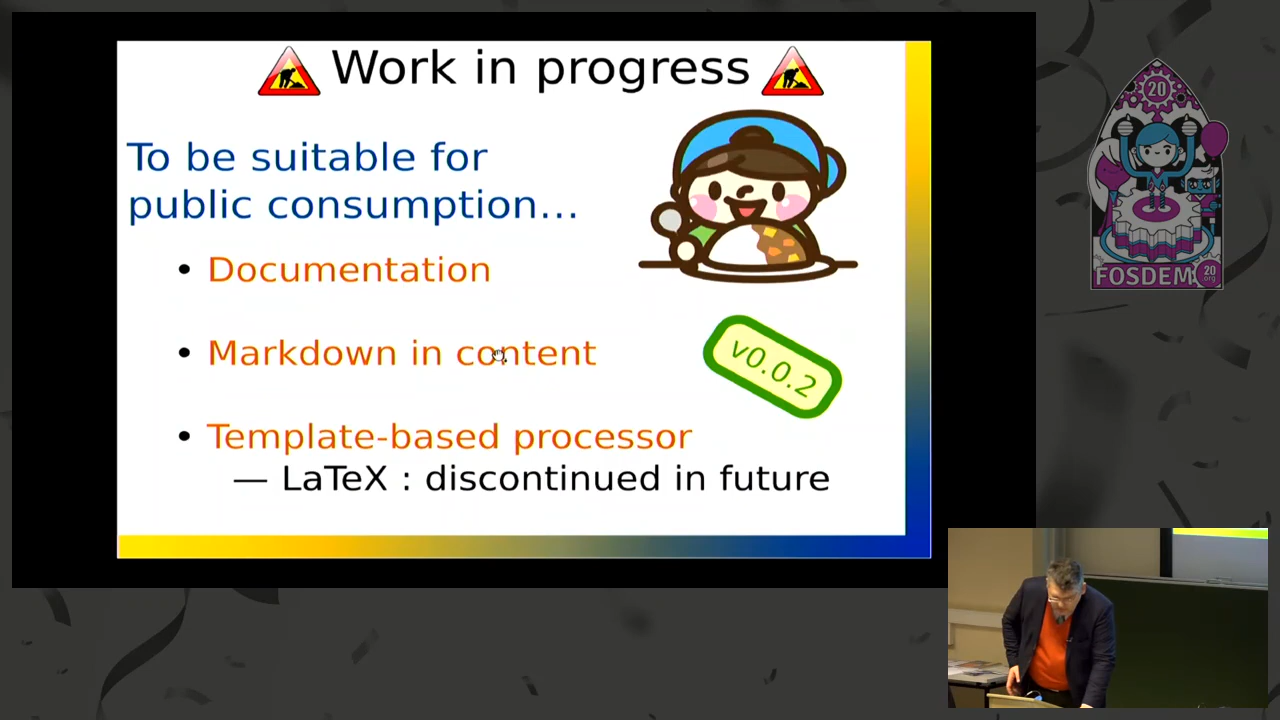 Work in progress
To be suitable for
public consumption...
• Documentation
• Markdown in content
• Template-based processor
— LaTeX : discontinued in future
v0.0.2
20
FOSDEM
20
org